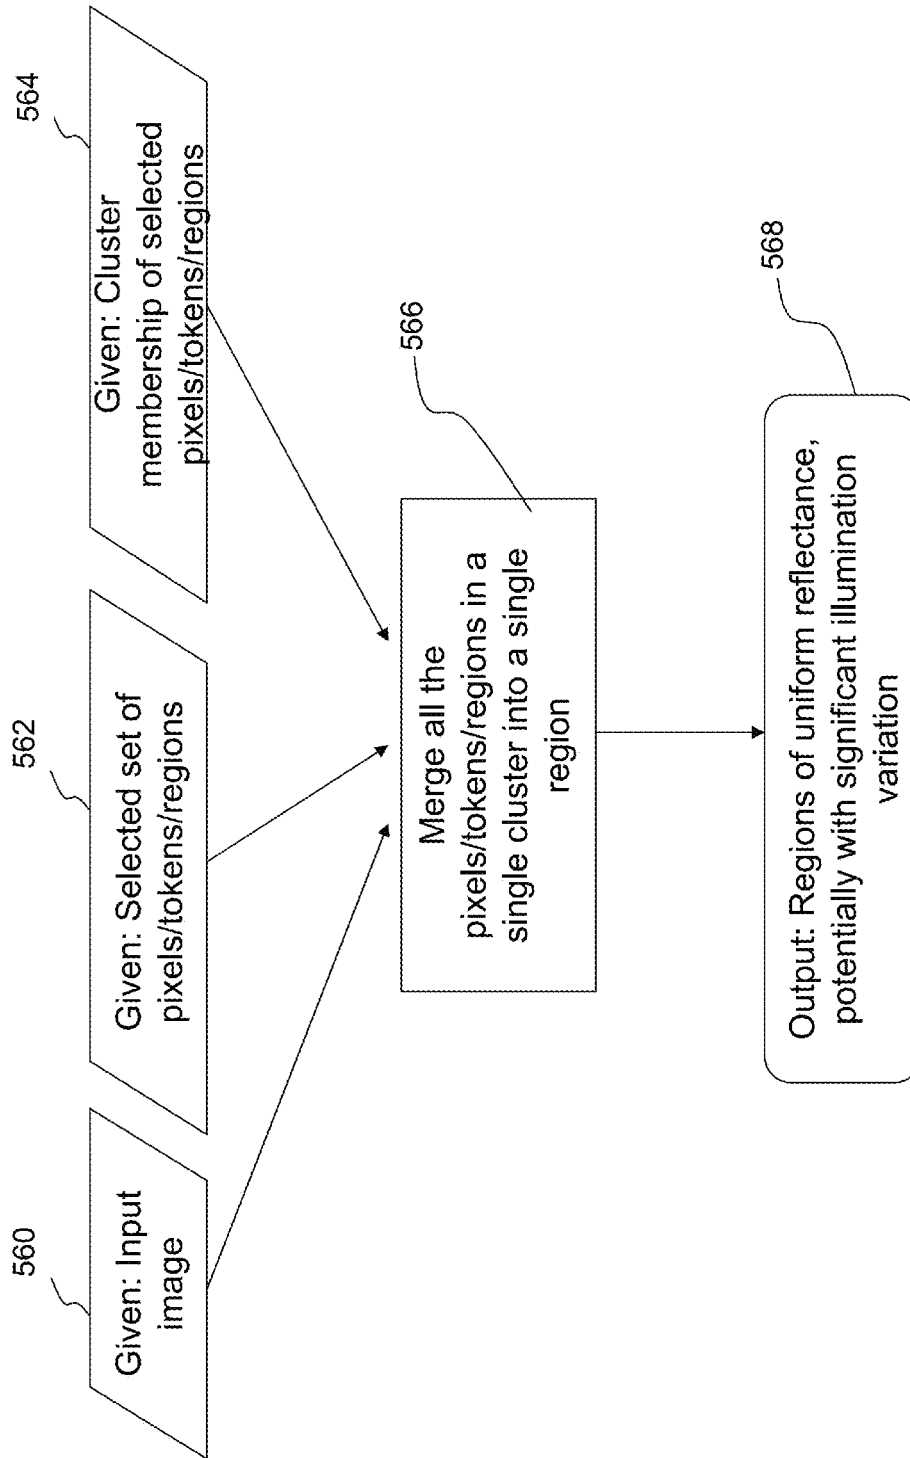 560
Given: Input
image
562
Given: Selected set of
pixels/tokens/regions
564
Given: Cluster
membership of selected
pixels/tokens/regions
566
Merge all the
pixels/tokens/regions in a
single cluster into a single
region
568
Output: Regions of uniform reflectance,
potentially with significant illumination
variation